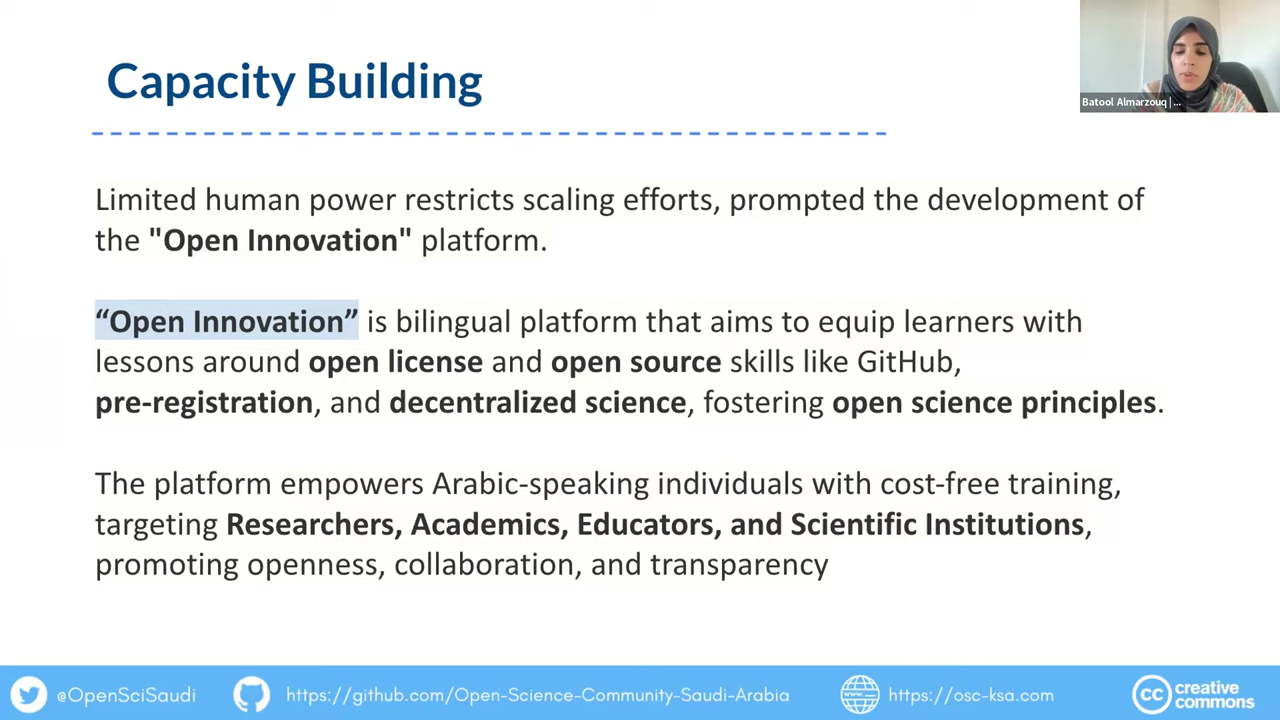 Capacity Building
Batool Almarzouq |...
Limited human power restricts scaling efforts, prompted the development of
the "Open Innovation" platform.
“Open Innovation” is bilingual platform that aims to equip learners with
lessons around open license and open source skills like GitHub,
pre-registration, and decentralized science, fostering open science principles.
The platform empowers Arabic-speaking individuals with cost-free training,
targeting Researchers, Academics, Educators, and Scientific Institutions,
promoting openness, collaboration, and transparency
@OpenSciSaudi https://github.com/Open-Science-Community-Saudi-Arabia https://osc-ksa.com cc creative
commons